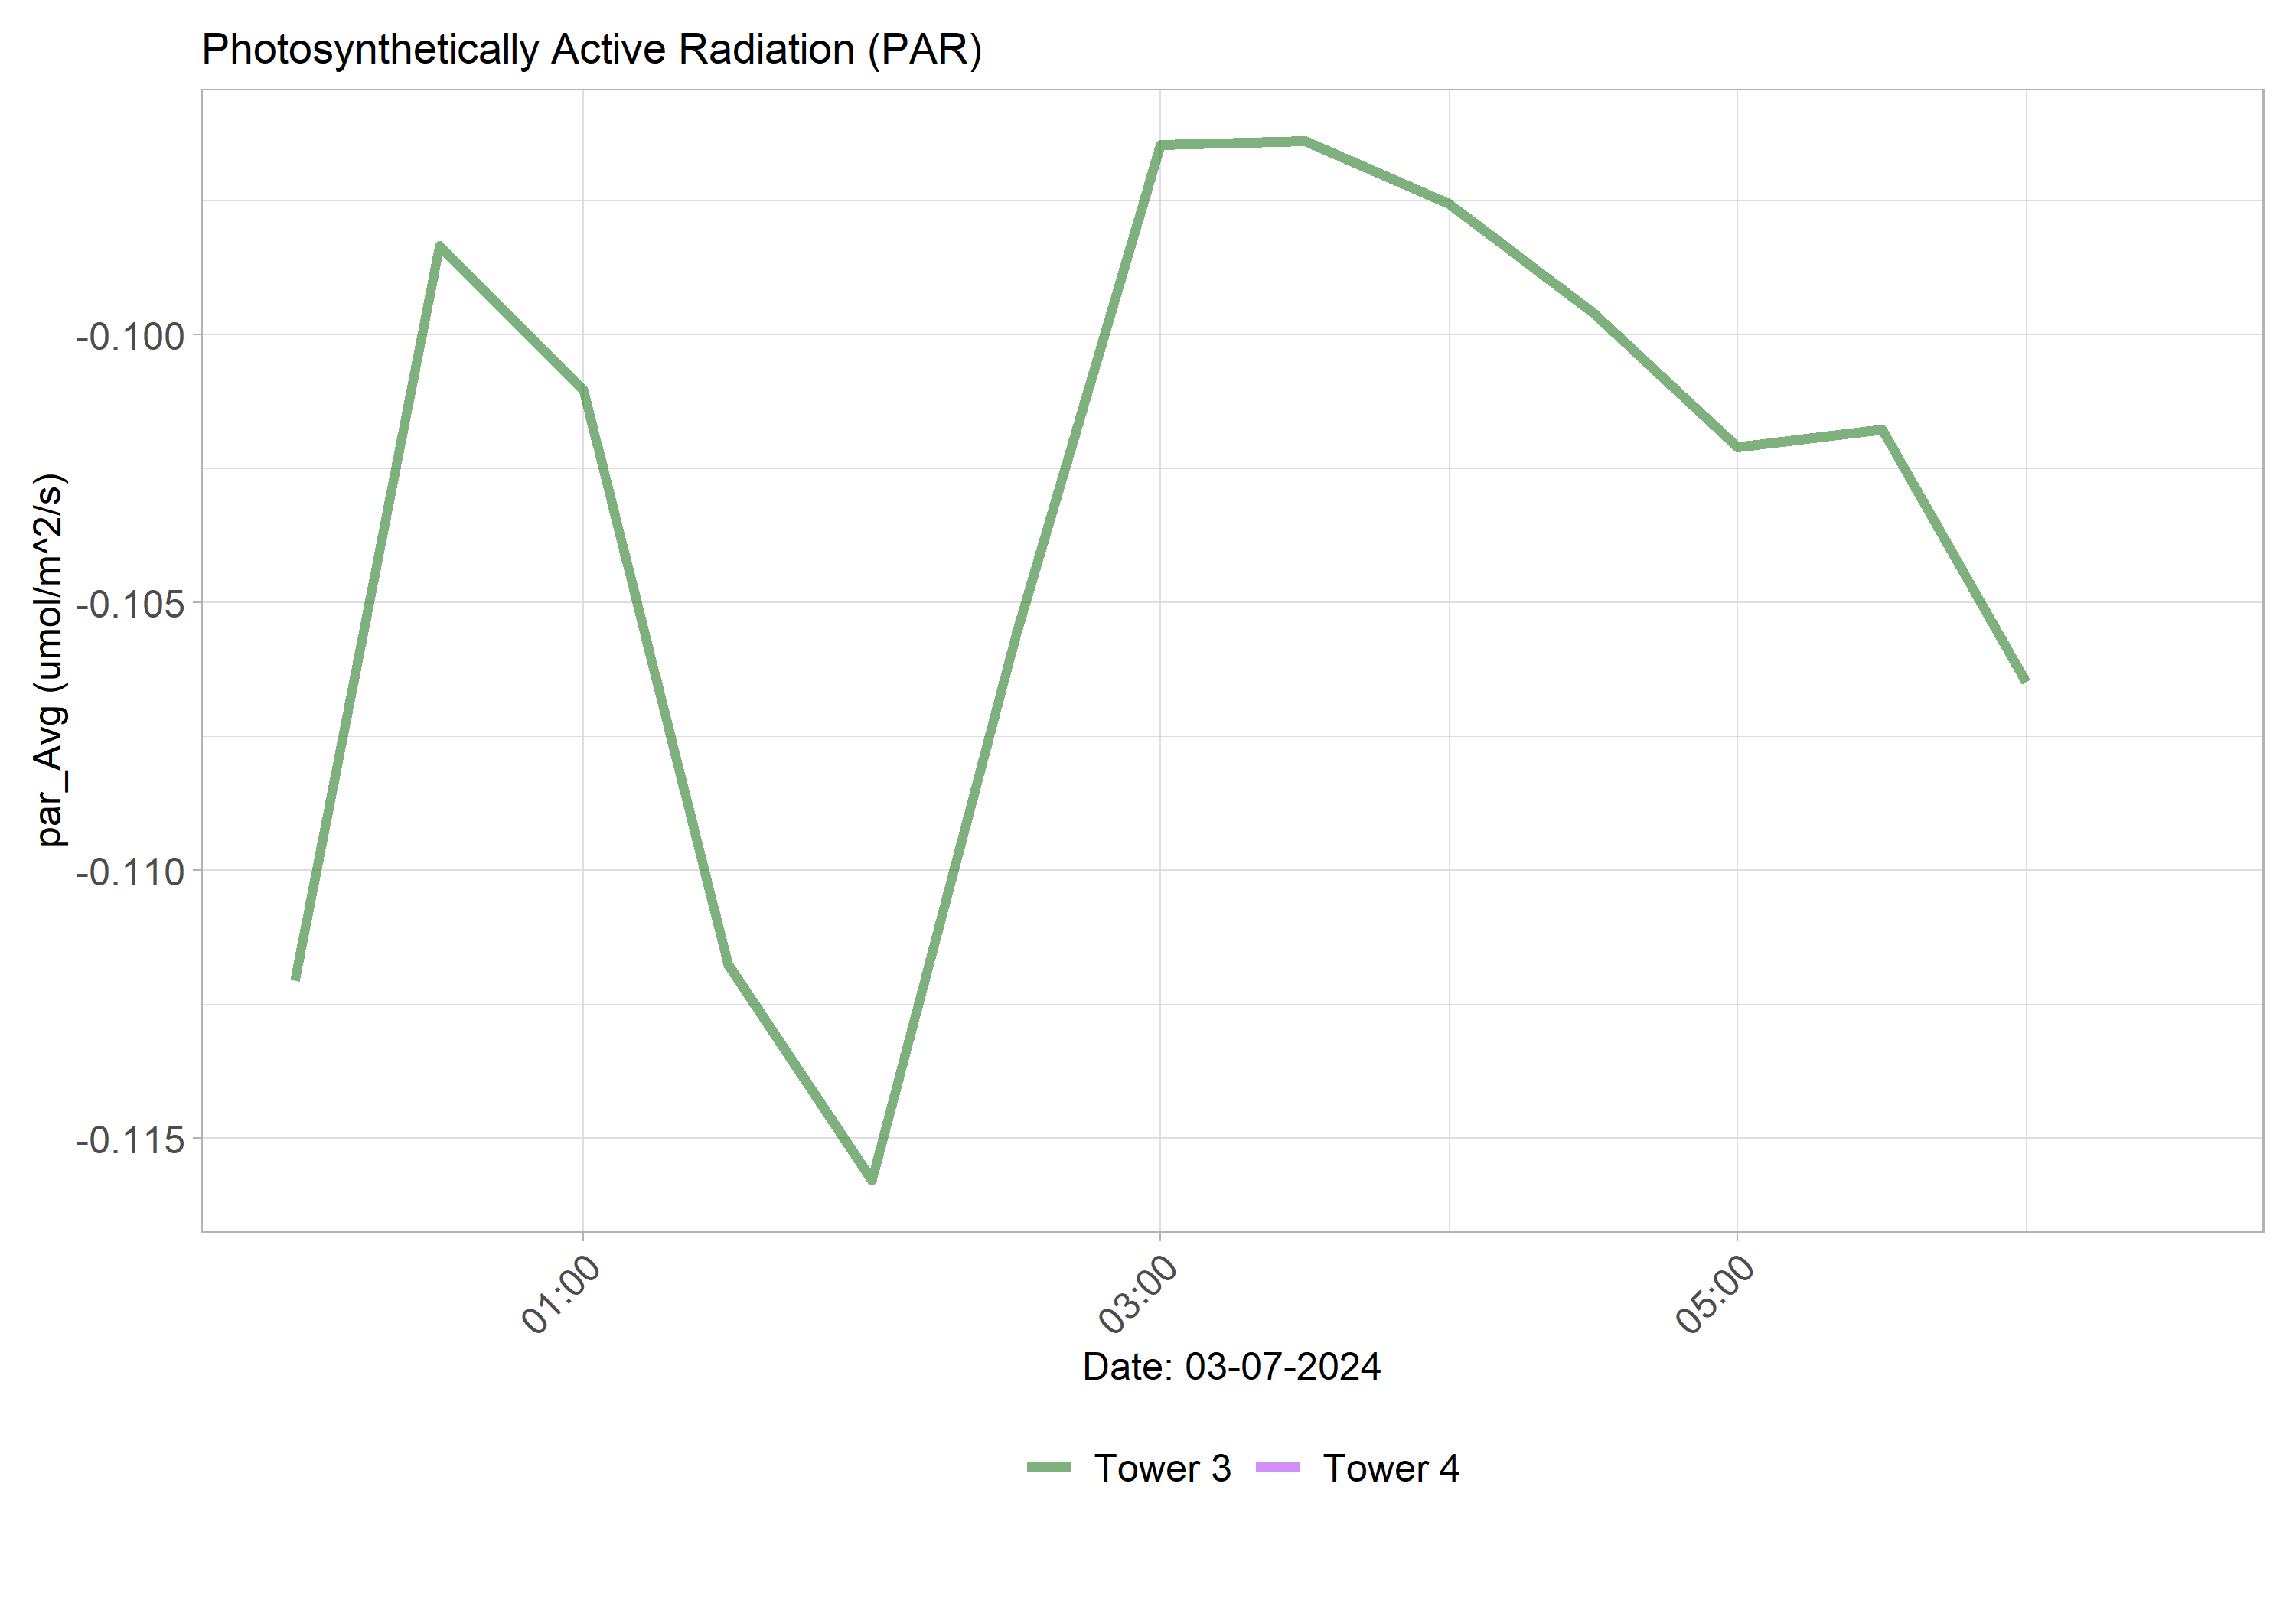 Photosynthetically Active Radiation (PAR)
par_Avg (umol/m^2/s)
-0.100
-0.105
-0.110
-0.115
01:00
03:00
05:00
Date: 03-07-2024
Tower 3
Tower 4